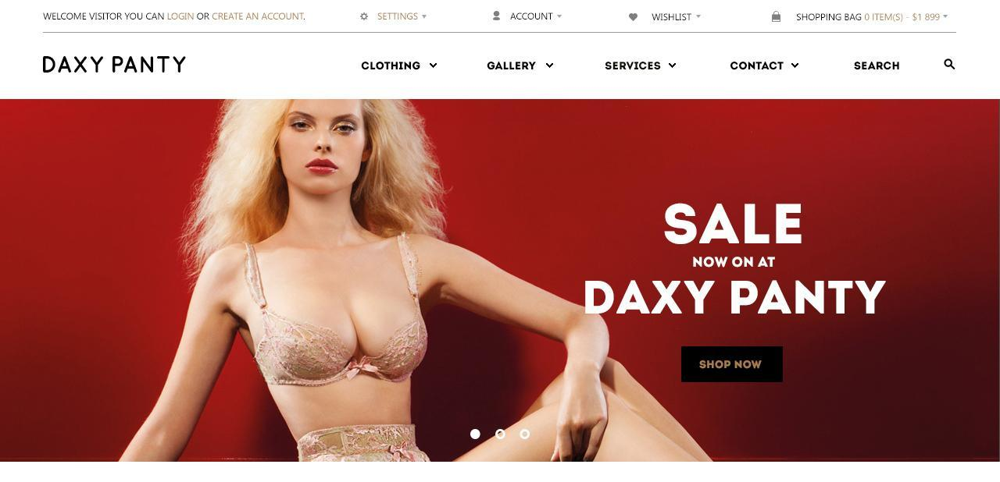 WELCOME VISITOR YOU CAN LOGIN OR CREATE AN ACCOUNT.
SETTINGS
ACCOUNT
WISHLIST
SHOPPING BAG 0 ITEM(S) - $1 899
DAXY PANTY
CLOTHING
GALLERY
SERVICES
CONTACT
SEARCH
SALE
NOW ON AT
DAXY PANTY
SHOP NOW